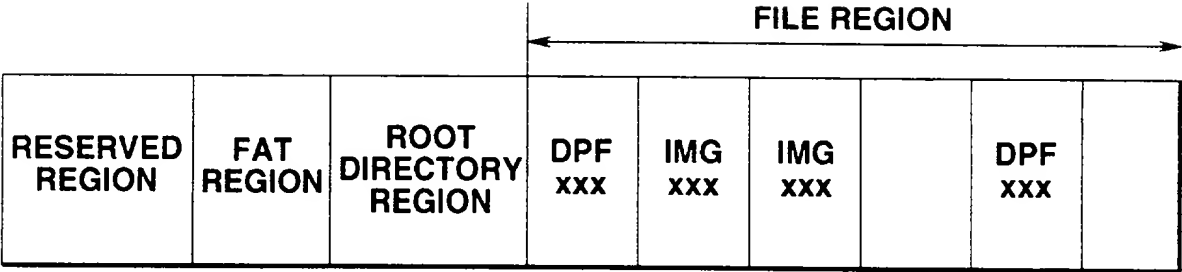 FILE REGION
RESERVED
REGION
FAT
REGION
ROOT
DIRECTORY
REGION
DPF
xxx
IMG
xxx
IMG
xxx
DPF
xxx